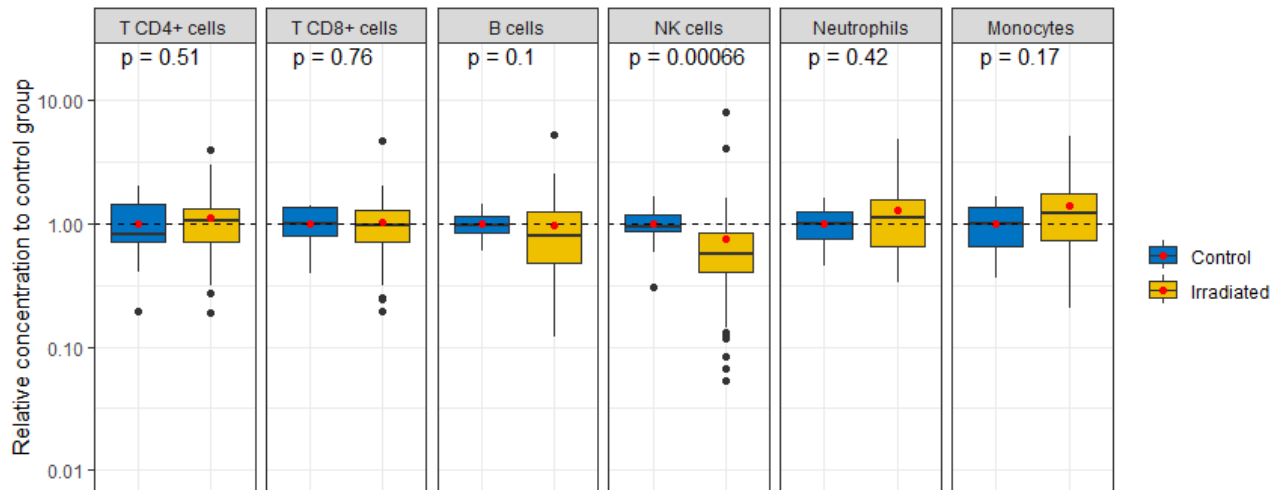 T CD4+ cells
T CD8+ cells
B cells
NK cells
Neutrophils
Monocytes
p = 0.51
p = 0.76
p = 0.1
p = 0.00066
p = 0.42
p = 0.17
Relative concentration to control group
10.00
1.00
0.10
0.01
Control
Irradiated